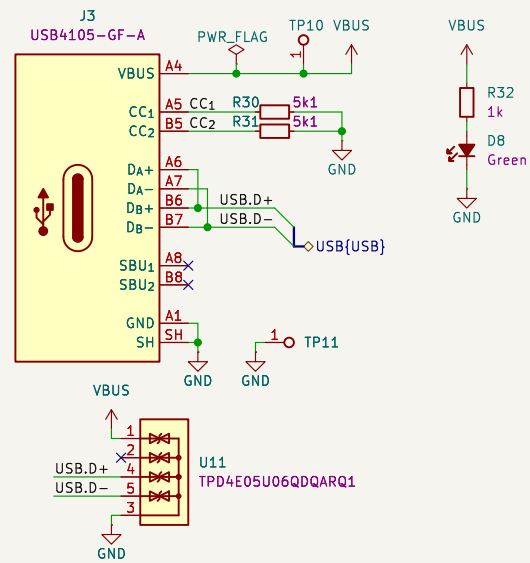 J3
USB4105-GF-A
PWR_FLAG
TP10
VBUS
VBUS
1
VBUS
A4
CC1
A5
CC1
R30
5k1
CC2
B5
CC2
R31
5k1
GND
R32
1k
D8
Green
GND
DA+
A6
DA-
A7
DB+
B6
USB.D+
DB-
B7
USB.D-
USB{USB}
SBU1
A8
SBU2
B8
GND
A1
SH
SH
GND
1
TP11
GND
VBUS
1
2
USB.D+
4
USB.D-
5
3
GND
U11
TPD4E05U06QDQARQ1